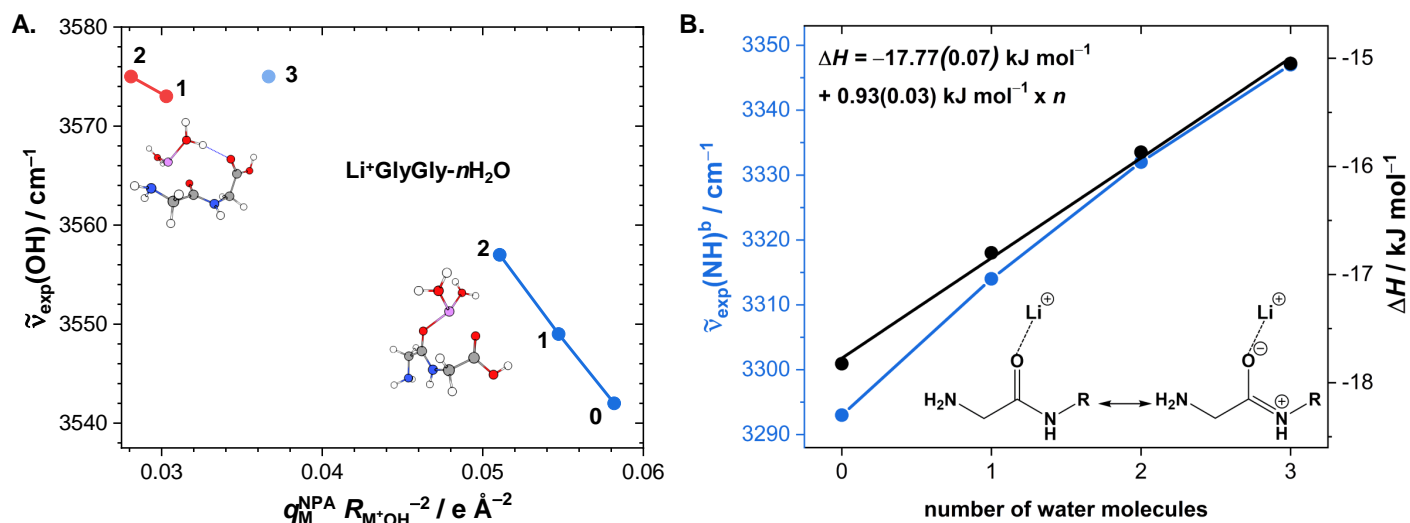 A.
3580
3570
3560
3550
3540
ν̃exp(OH) / cm⁻¹
2
1
3
Li⁺GlyGly-nH₂O
2
1
0
0.03
0.04
0.05
0.06
q_M^NPA R_M⁺OH⁻² / e Å⁻²
B.
3350
3340
3330
3320
3310
3300
3290
ν̃exp(NH)ᵇ / cm⁻¹
ΔH = −17.77(0.07) kJ mol⁻¹
+ 0.93(0.03) kJ mol⁻¹ x n
-15
-16
-17
-18
ΔH / kJ mol⁻¹
Li⊕
O
H₂N
N
H
R
Li⊕
O⊖
H₂N
N⊕
H
R
0
1
2
3
number of water molecules